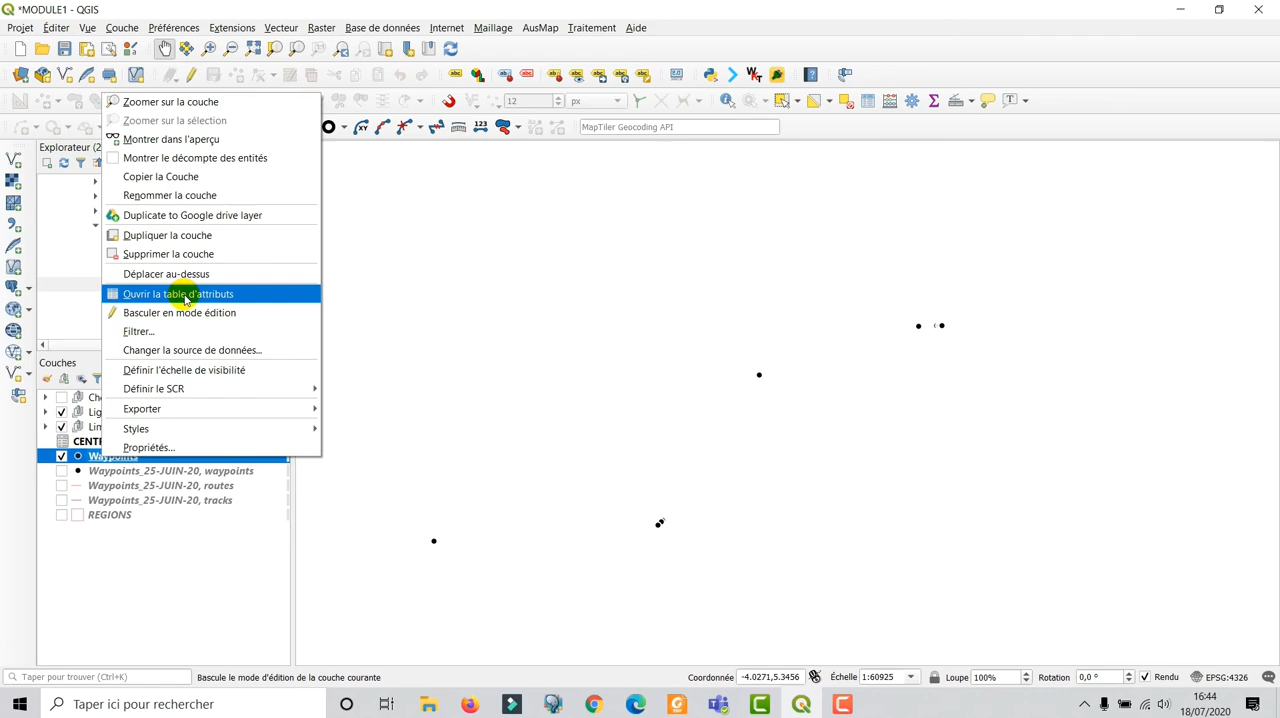 *MODULE1 - QGIS
Projet Éditer Vue Couche Préférences Extensions Vecteur Raster Base de données Internet Maillage AusMap Traitement Aide
12 px
MapTiler Geocoding API
Explorateur (2
Zoomer sur la couche
Zoomer sur la sélection
Montrer dans l'aperçu
Montrer le décompte des entités
Copier la Couche
Renommer la couche
Duplicate to Google drive layer
Dupliquer la couche
Supprimer la couche
Déplacer au-dessus
Ouvrir la table d'attributs
Basculer en mode édition
Filtrer...
Changer la source de données...
Définir l'échelle de visibilité
Définir le SCR
Exporter
Styles
Propriétés...
Couches
Che
Lig
Lim
CENTR
Waypoints
Waypoints_25-JUIN-20, waypoints
Waypoints_25-JUIN-20, routes
Waypoints_25-JUIN-20, tracks
REGIONS
Taper pour trouver (Ctrl+K) Bascule le mode d'édition de la couche courante Coordonnée -4.0271,5.3456 Échelle 1:60925 Loupe 100% Rotation 0,0 ° Rendu EPSG:4326
Taper ici pour rechercher
16:44
18/07/2020